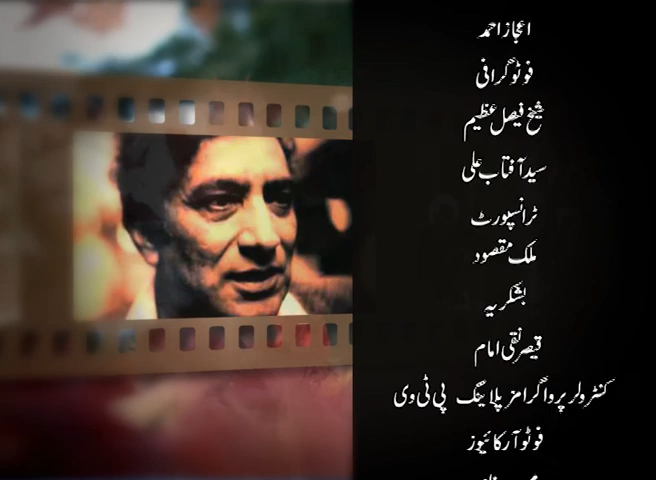 اعجاز احمد
فوٹوگرافی
شیخ فیصل عظیم
سید آفتاب علی
ٹرانسپورٹ
ملک مقصود
بشکریہ
قیصر نقی امام
کنٹرولر پروگرامز پلاینگ پی ٹی وی
فوٹو آرکائیوز